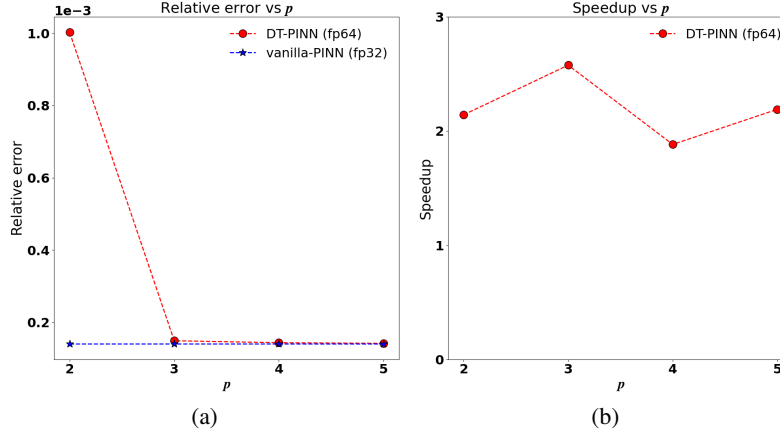 Relative error vs p
1e−3
DT-PINN (fp64)
vanilla-PINN (fp32)
1.0
0.8
0.6
0.4
0.2
Relative error
2 3 4 5
p
(a)
Speedup vs p
DT-PINN (fp64)
3
2
1
0
Speedup
2 3 4 5
p
(b)